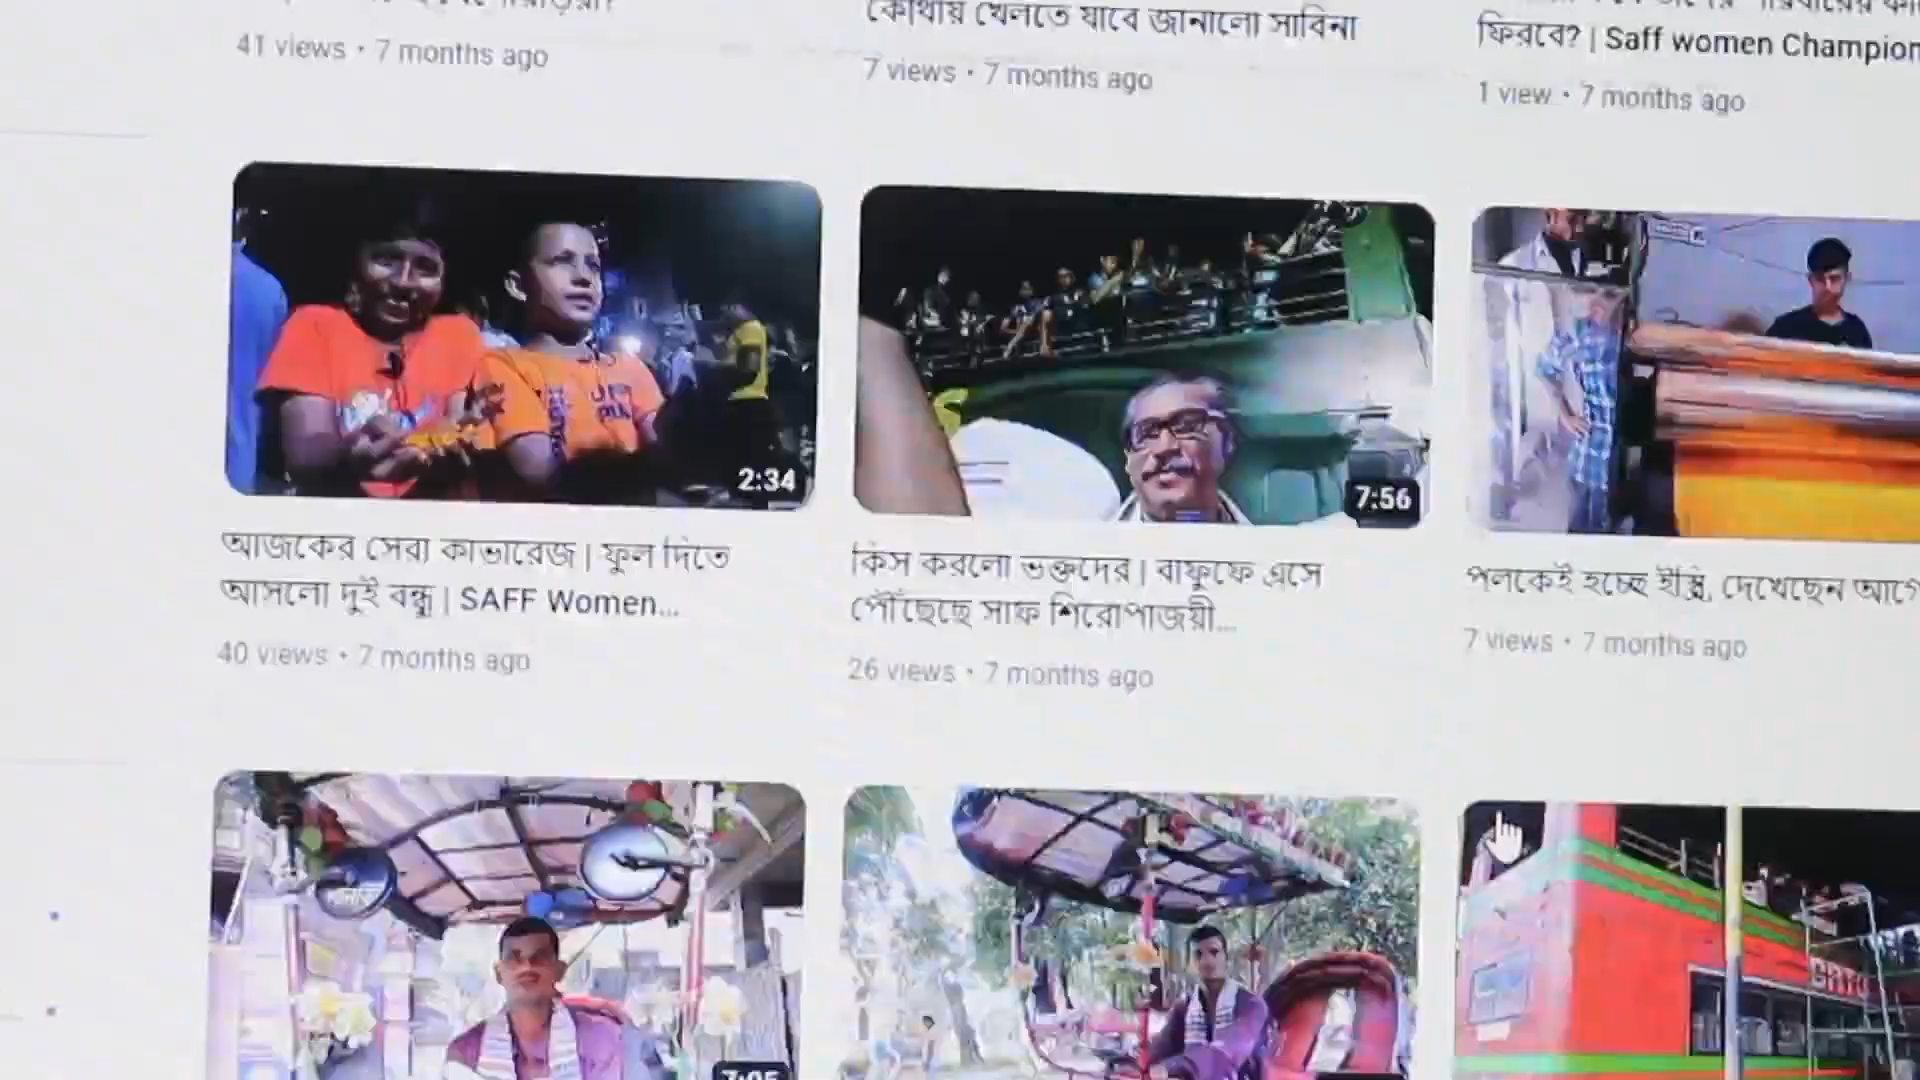 41 views • 7 months ago
কোথায় খেলতে যাবে জানালো সাবিনা
7 views • 7 months ago
ফিরবে? | Saff women Champion
1 view • 7 months ago
2:34
আজকের সেরা কাভারেজ | ফুল দিতে
আসলো দুই বন্ধু | SAFF Women...
40 views • 7 months ago
7:56
কিস করলো ভক্তদের | বাফুফে এসে
পৌঁছেছে সাফ শিরোপাজয়ী...
26 views • 7 months ago
পলকেই হচ্ছে ইস্ত্রি, দেখেছেন আগে
7 views • 7 months ago
7:05